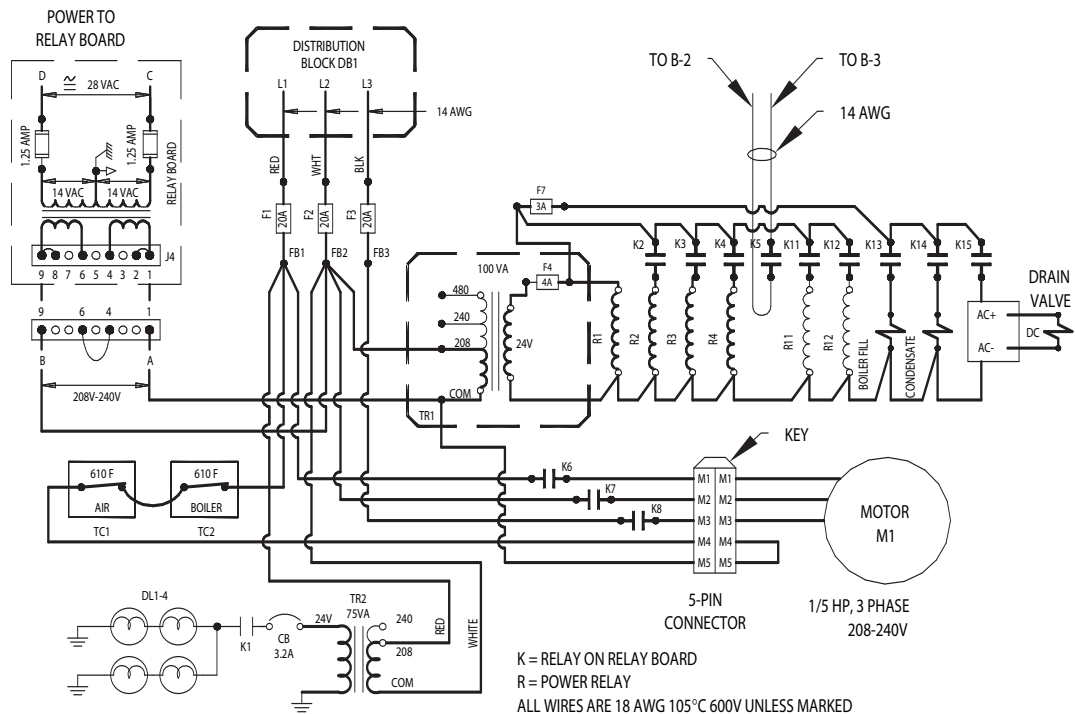 POWER TO
RELAY BOARD
D
C
≃ 28 VAC
1.25 AMP
1.25 AMP
14 VAC
14 VAC
RELAY BOARD
J4
9 8 7 6 5 4 3 2 1
9 6 4 1
B
A
208V-240V
DISTRIBUTION
BLOCK DB1
L1 L2 L3
14 AWG
RED
WHT
BLK
F1
20A
F2
20A
F3
20A
FB1
FB2
FB3
TO B-2
TO B-3
14 AWG
F7
3A
K2 K3 K4 K5 K11 K12 K13 K14 K15
100 VA
F4
4A
480
240
208
24V
COM
TR1
R1
R2
R3
R4
R11
R12
BOILER FILL
CONDENSATE
DRAIN
VALVE
AC+
AC-
DC
KEY
610 F
AIR
TC1
610 F
BOILER
TC2
K6
K7
K8
M1 M1
M2 M2
M3 M3
M4 M4
M5 M5
5-PIN
CONNECTOR
MOTOR
M1
1/5 HP, 3 PHASE
208-240V
DL1-4
K1
CB
3.2A
24V
TR2
75VA
240
208
COM
RED
WHITE
K = RELAY ON RELAY BOARD
R = POWER RELAY
ALL WIRES ARE 18 AWG 105°C 600V UNLESS MARKED